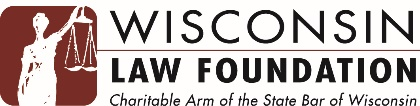 WISCONSIN
LAW FOUNDATION
Charitable Arm of the State Bar of Wisconsin